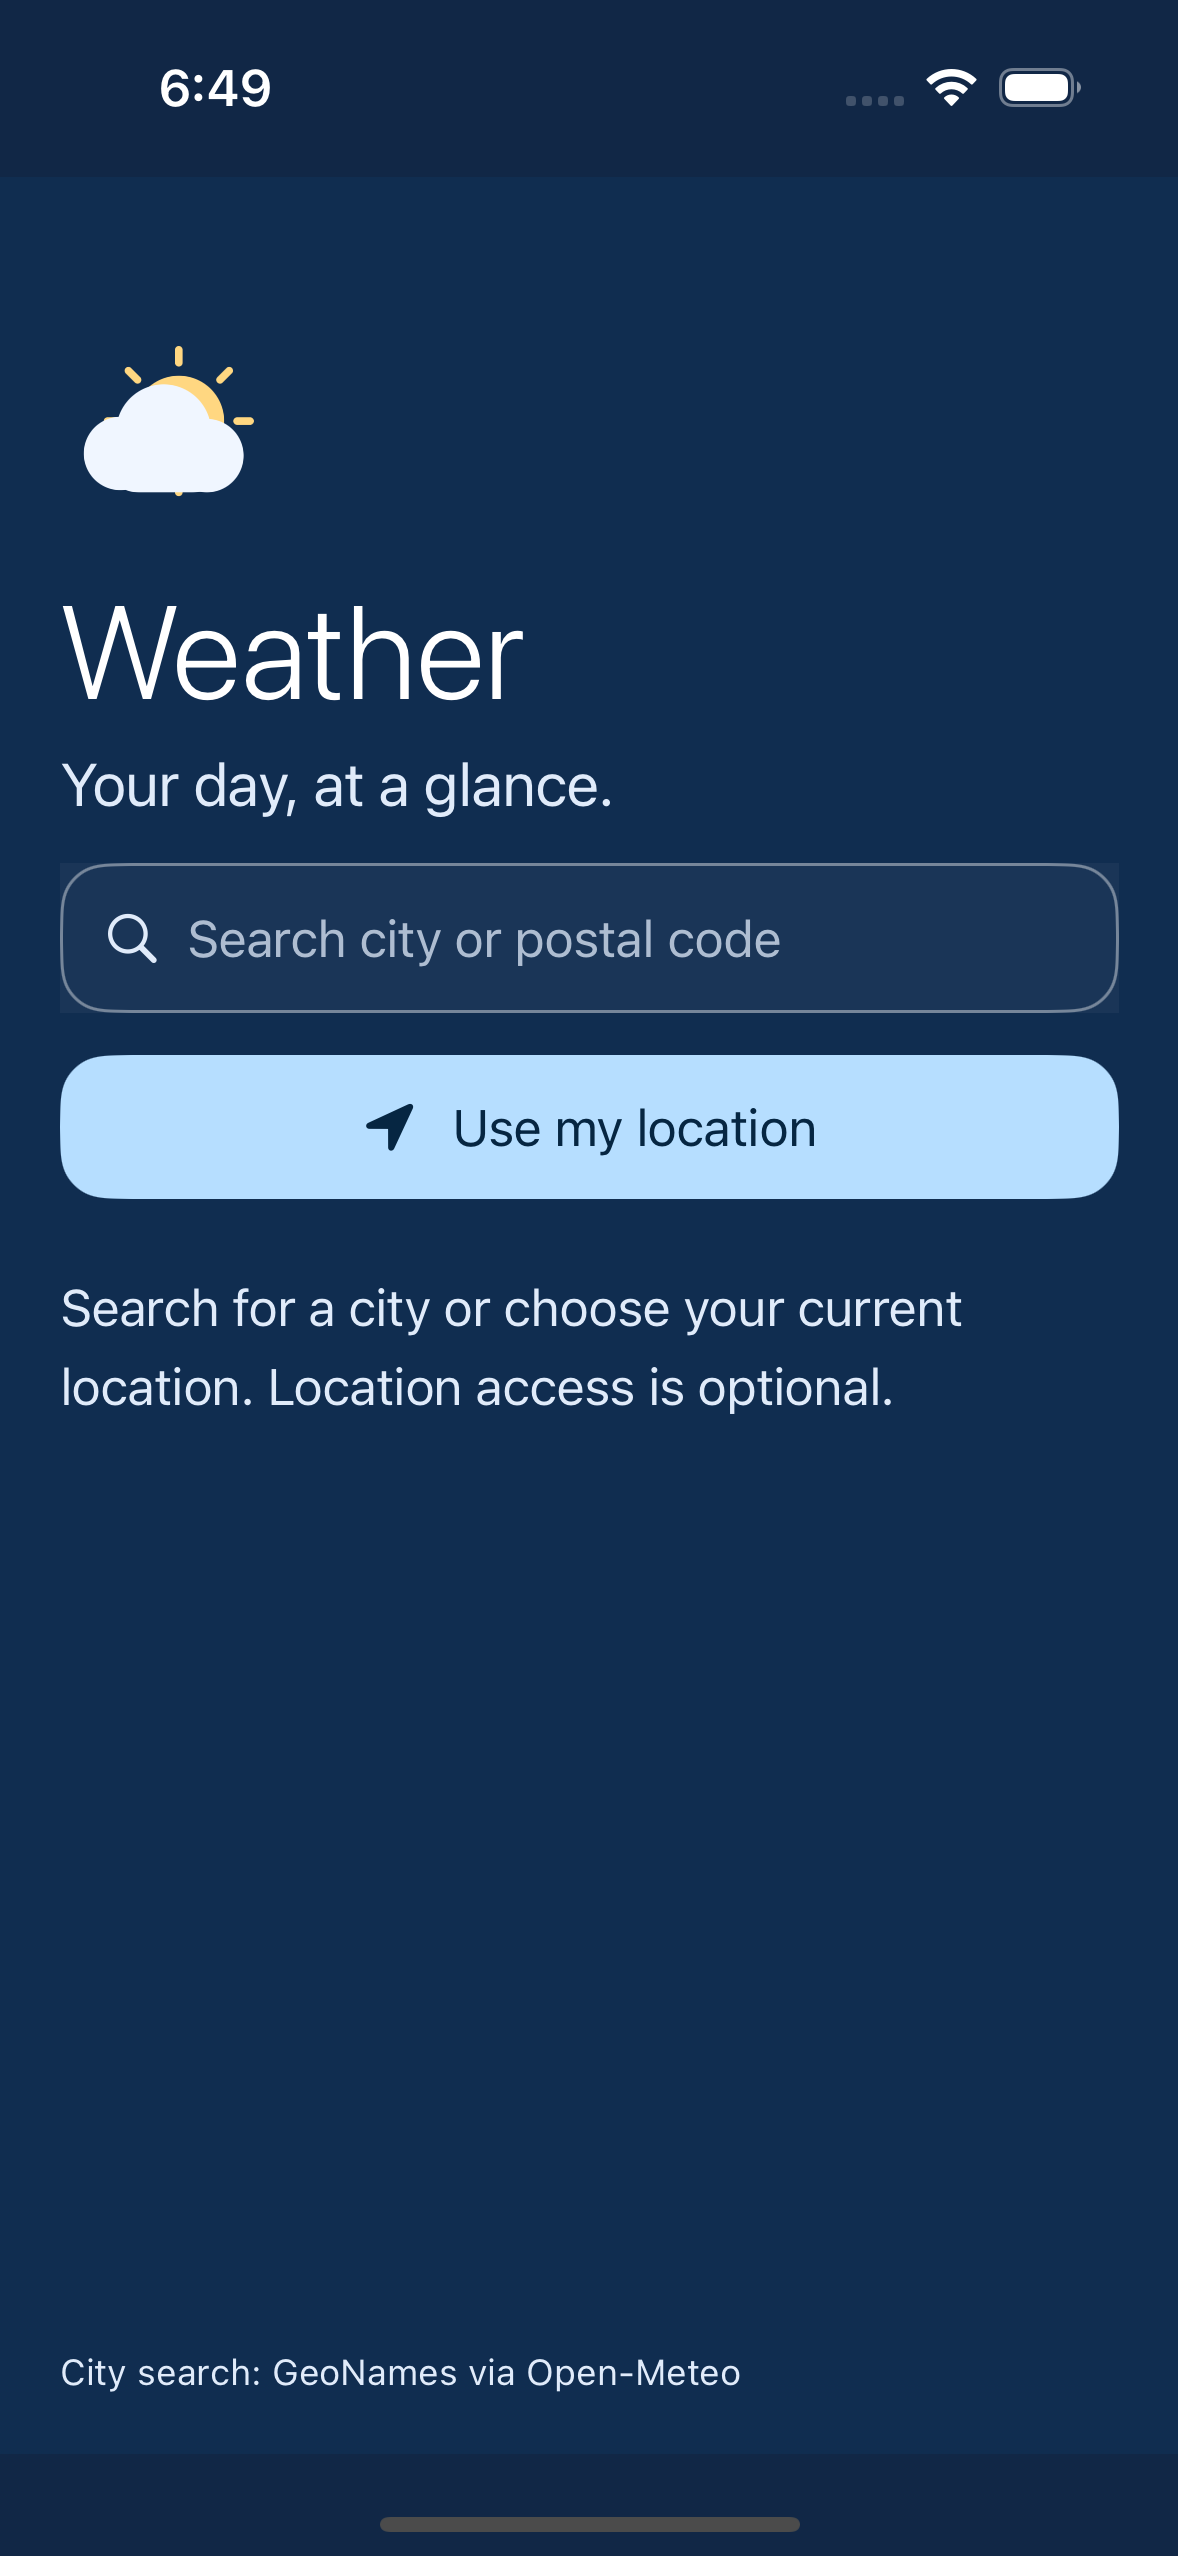 6:49
Weather
Your day, at a glance.
Search city or postal code
Use my location
Search for a city or choose your current
location. Location access is optional.
City search: GeoNames via Open-Meteo